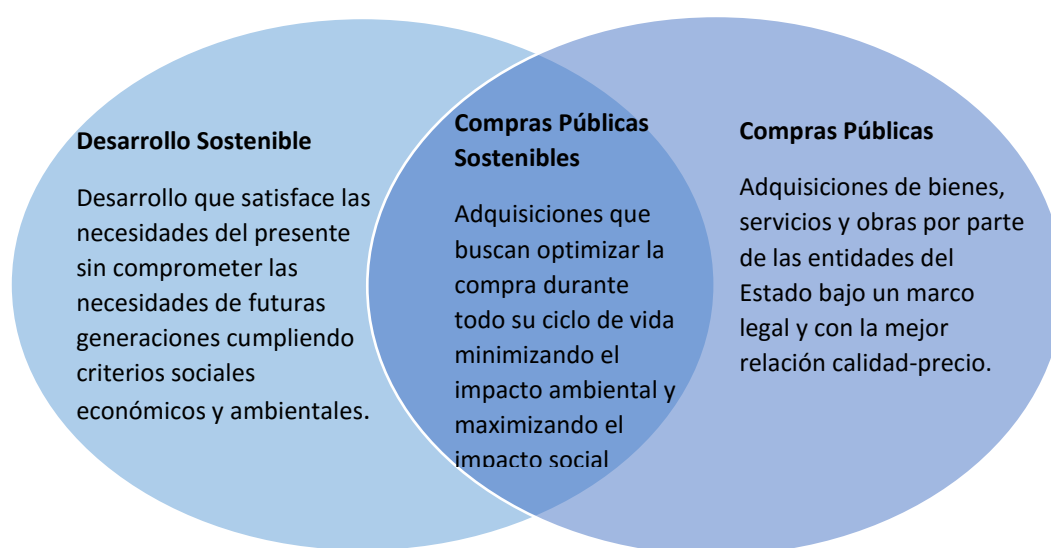 Desarrollo Sostenible
Desarrollo que satisface las
necesidades del presente
sin comprometer las
necesidades de futuras
generaciones cumpliendo
criterios sociales
económicos y ambientales.
Compras Públicas
Sostenibles
Adquisiciones que
buscan optimizar la
compra durante
todo su ciclo de vida
minimizando el
impacto ambiental y
maximizando el
impacto social
Compras Públicas
Adquisiciones de bienes,
servicios y obras por parte
de las entidades del
Estado bajo un marco
legal y con la mejor
relación calidad-precio.